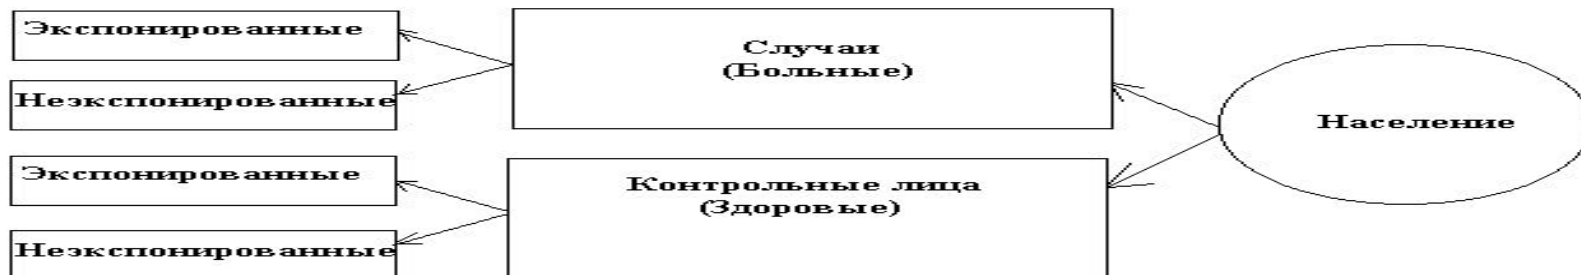 Экспонированные
Неэкспонированные
Экспонированные
Неэкспонированные
Случаи
(Больные)
Контрольные лица
(Здоровые)
Население